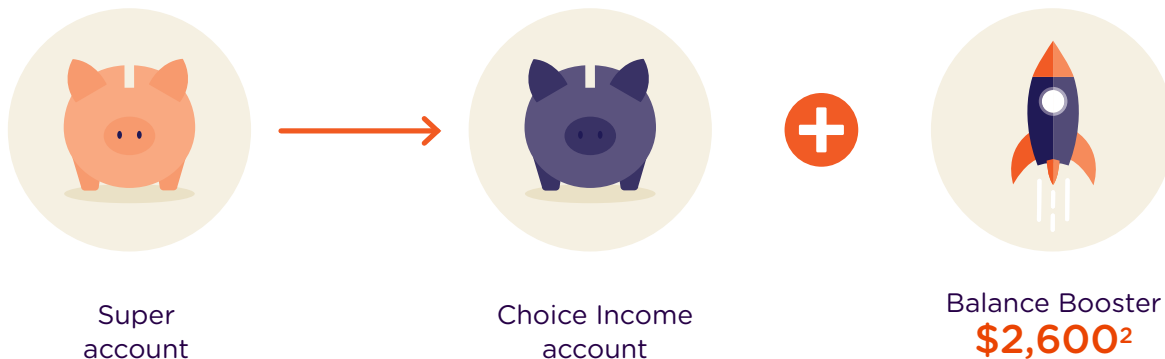 Super
account
Choice Income
account
Balance Booster
$2,600²